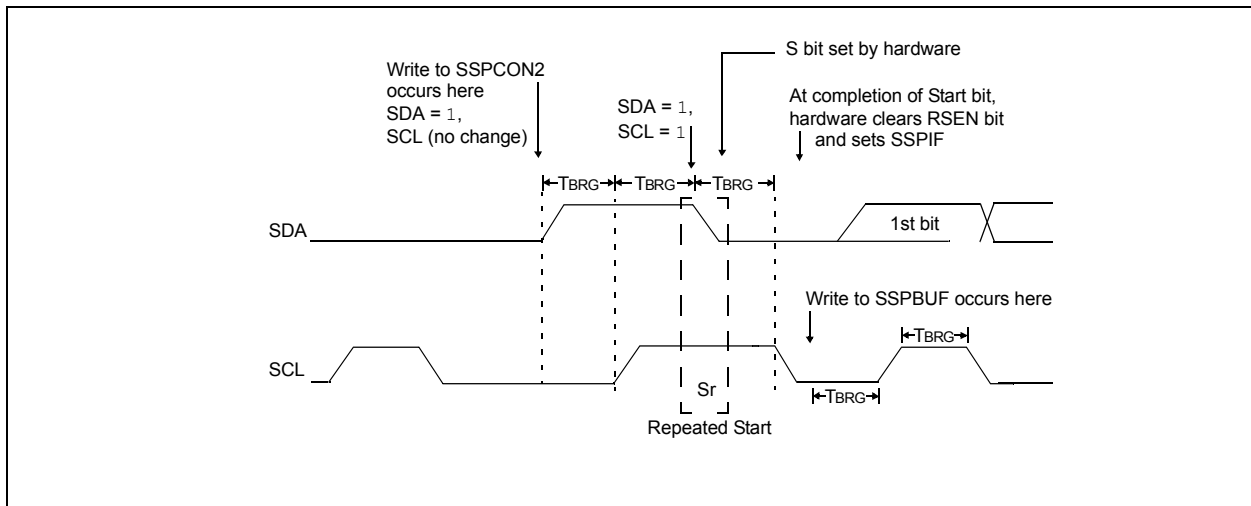 S bit set by hardware
Write to SSPCON2
occurs here
SDA = 1,
SCL (no change)
SDA = 1,
SCL = 1
At completion of Start bit,
hardware clears RSEN bit
and sets SSPIF
TBRG TBRG TBRG
SDA
1st bit
Write to SSPBUF occurs here
TBRG
SCL
Sr
TBRG
Repeated Start